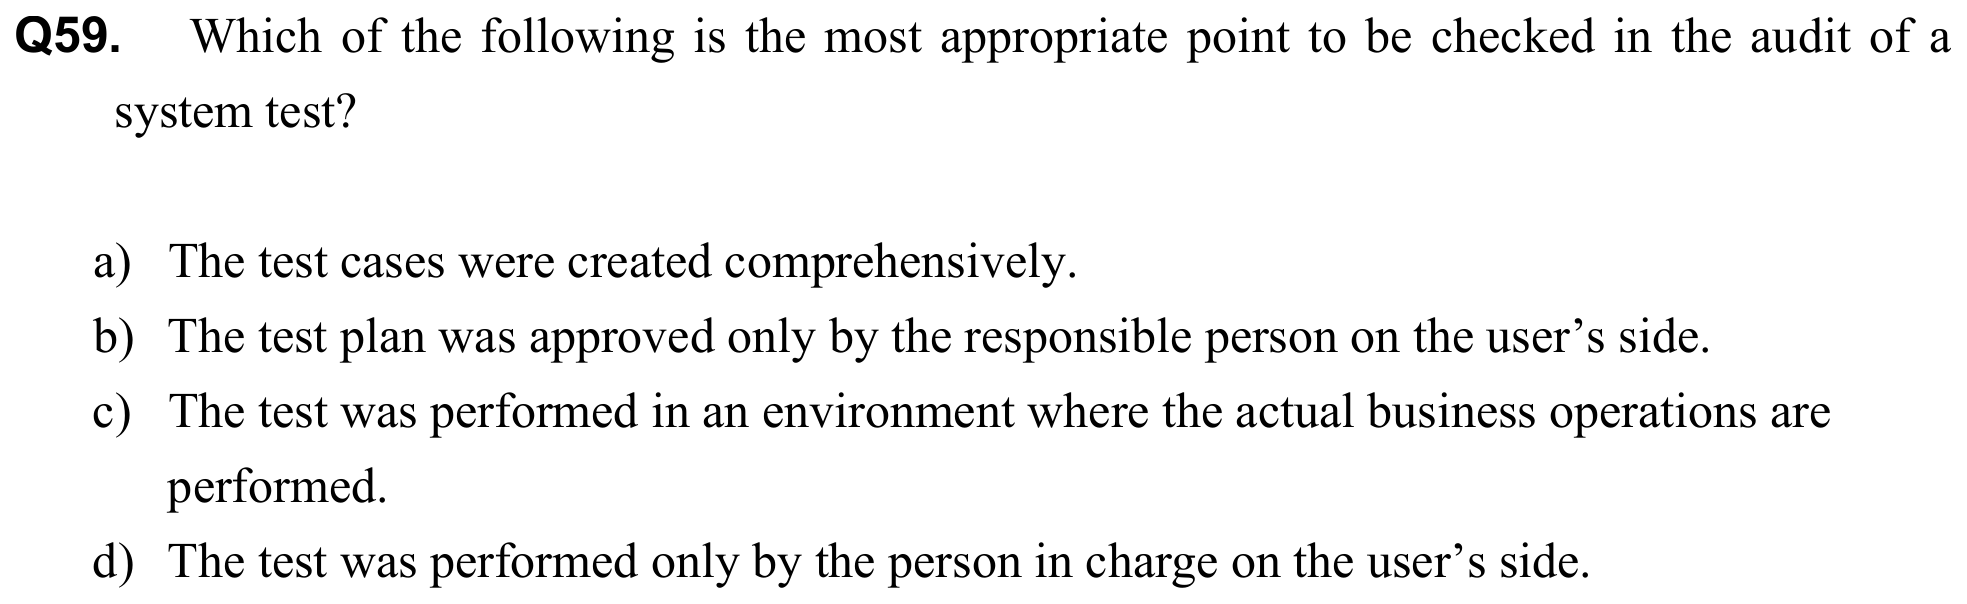 Q59. Which of the following is the most appropriate point to be checked in the audit of a
system test?
a) The test cases were created comprehensively.
b) The test plan was approved only by the responsible person on the user’s side.
c) The test was performed in an environment where the actual business operations are
performed.
d) The test was performed only by the person in charge on the user’s side.